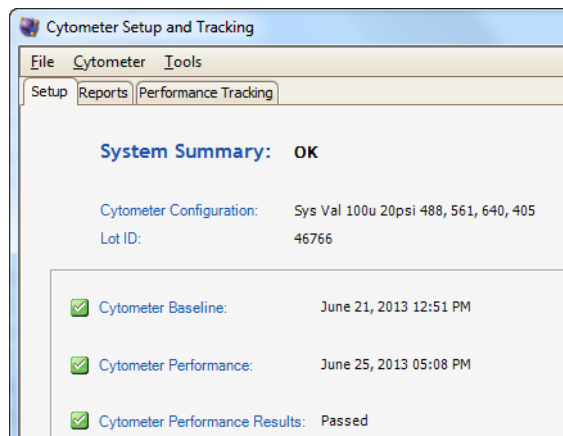 Cytometer Setup and Tracking
File Cytometer Tools
Setup Reports Performance Tracking
System Summary: OK
Cytometer Configuration: Sys Val 100u 20psi 488, 561, 640, 405
Lot ID: 46766
Cytometer Baseline: June 21, 2013 12:51 PM
Cytometer Performance: June 25, 2013 05:08 PM
Cytometer Performance Results: Passed